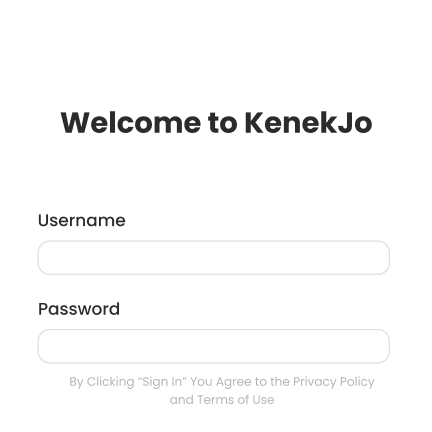 Welcome to KenekJo
Username
Password
By Clicking “Sign In” You Agree to the Privacy Policy
and Terms of Use